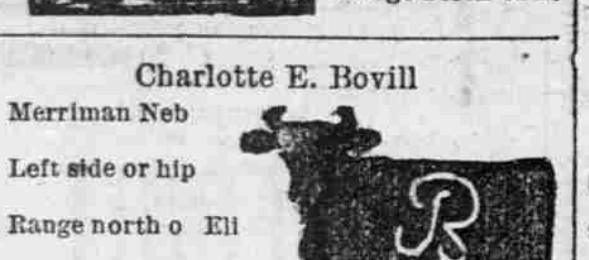 Charlotte E. Bovill
Merriman Neb
Left side or hip
Range north o Eli
R